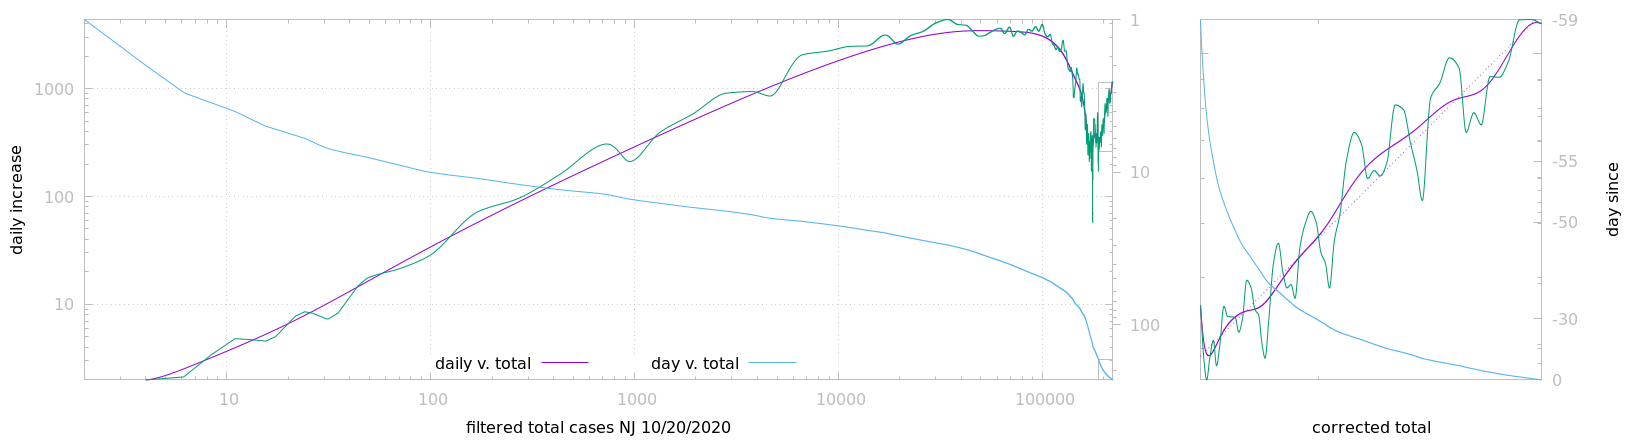 daily increase
1000
100
10
10
100
1000
10000
100000
filtered total cases NJ 10/20/2020
daily v. total
day v. total
1
10
100
-59
-55
-50
-30
0
day since
corrected total